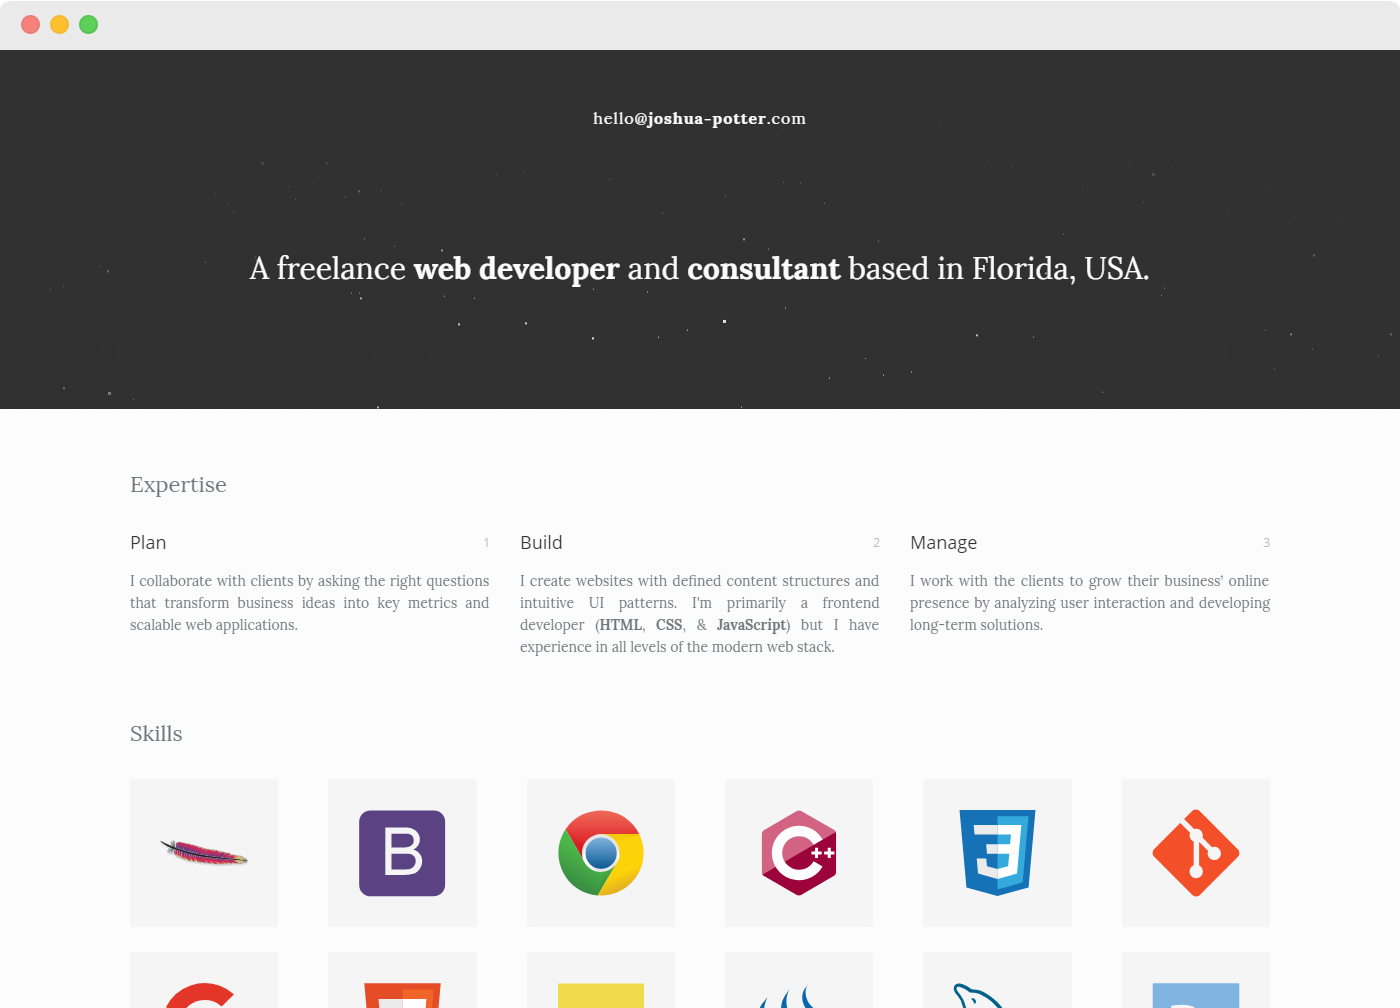 hello@joshua-potter.com
A freelance web developer and consultant based in Florida, USA.
Expertise
Plan 1
I collaborate with clients by asking the right questions
that transform business ideas into key metrics and
scalable web applications.
Build 2
I create websites with defined content structures and
intuitive UI patterns. I'm primarily a frontend
developer (HTML, CSS, & JavaScript) but I have
experience in all levels of the modern web stack.
Manage 3
I work with the clients to grow their business’ online
presence by analyzing user interaction and developing
long-term solutions.
Skills
B
C++
3